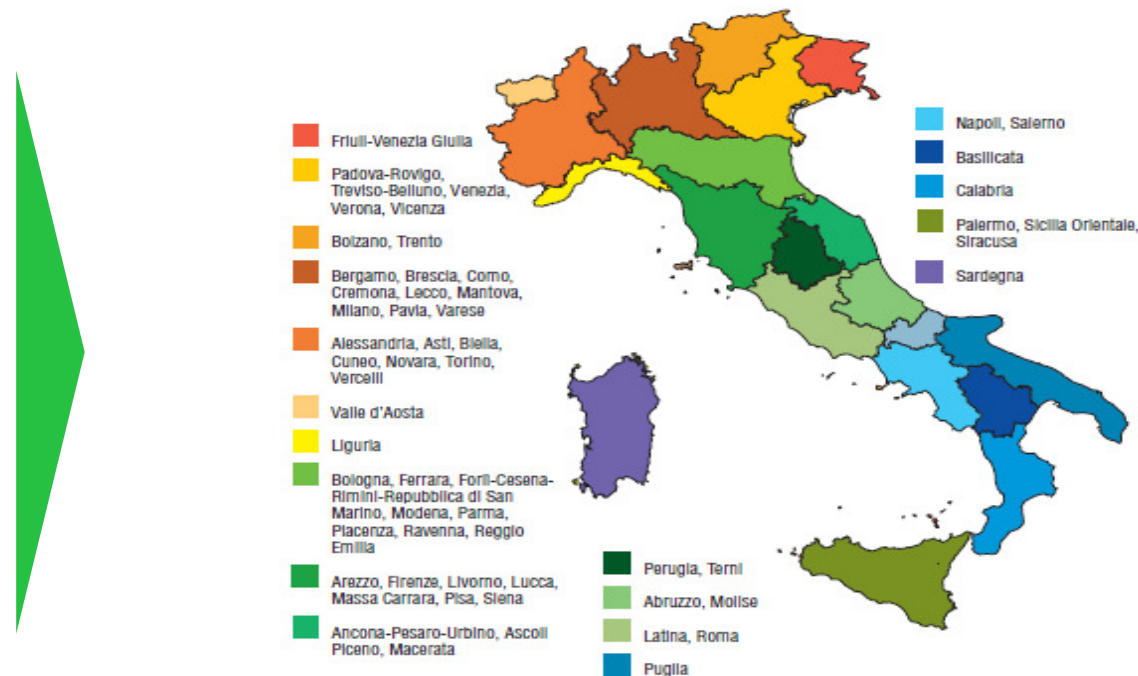 Friuli-Venezia Giulia
Padova-Rovigo,
Treviso-Belluno, Venezia,
Verona, Vicenza
Bolzano, Trento
Bergamo, Brescia, Como,
Cremona, Lecco, Mantova,
Milano, Pavia, Varese
Alessandria, Asti, Biella,
Cuneo, Novara, Torino,
Vercelli
Valle d'Aosta
Liguria
Bologna, Ferrara, Forlì-Cesena-
Rimini-Repubblica di San
Marino, Modena, Parma,
Piacenza, Ravenna, Reggio
Emilia
Arezzo, Firenze, Livorno, Lucca,
Massa Carrara, Pisa, Siena
Ancona-Pesaro-Urbino, Ascoli
Piceno, Macerata
Perugia, Terni
Abruzzo, Molise
Latina, Roma
Puglia
Napoli, Salerno
Basilicata
Calabria
Palermo, Sicilia Orientale,
Siracusa
Sardegna